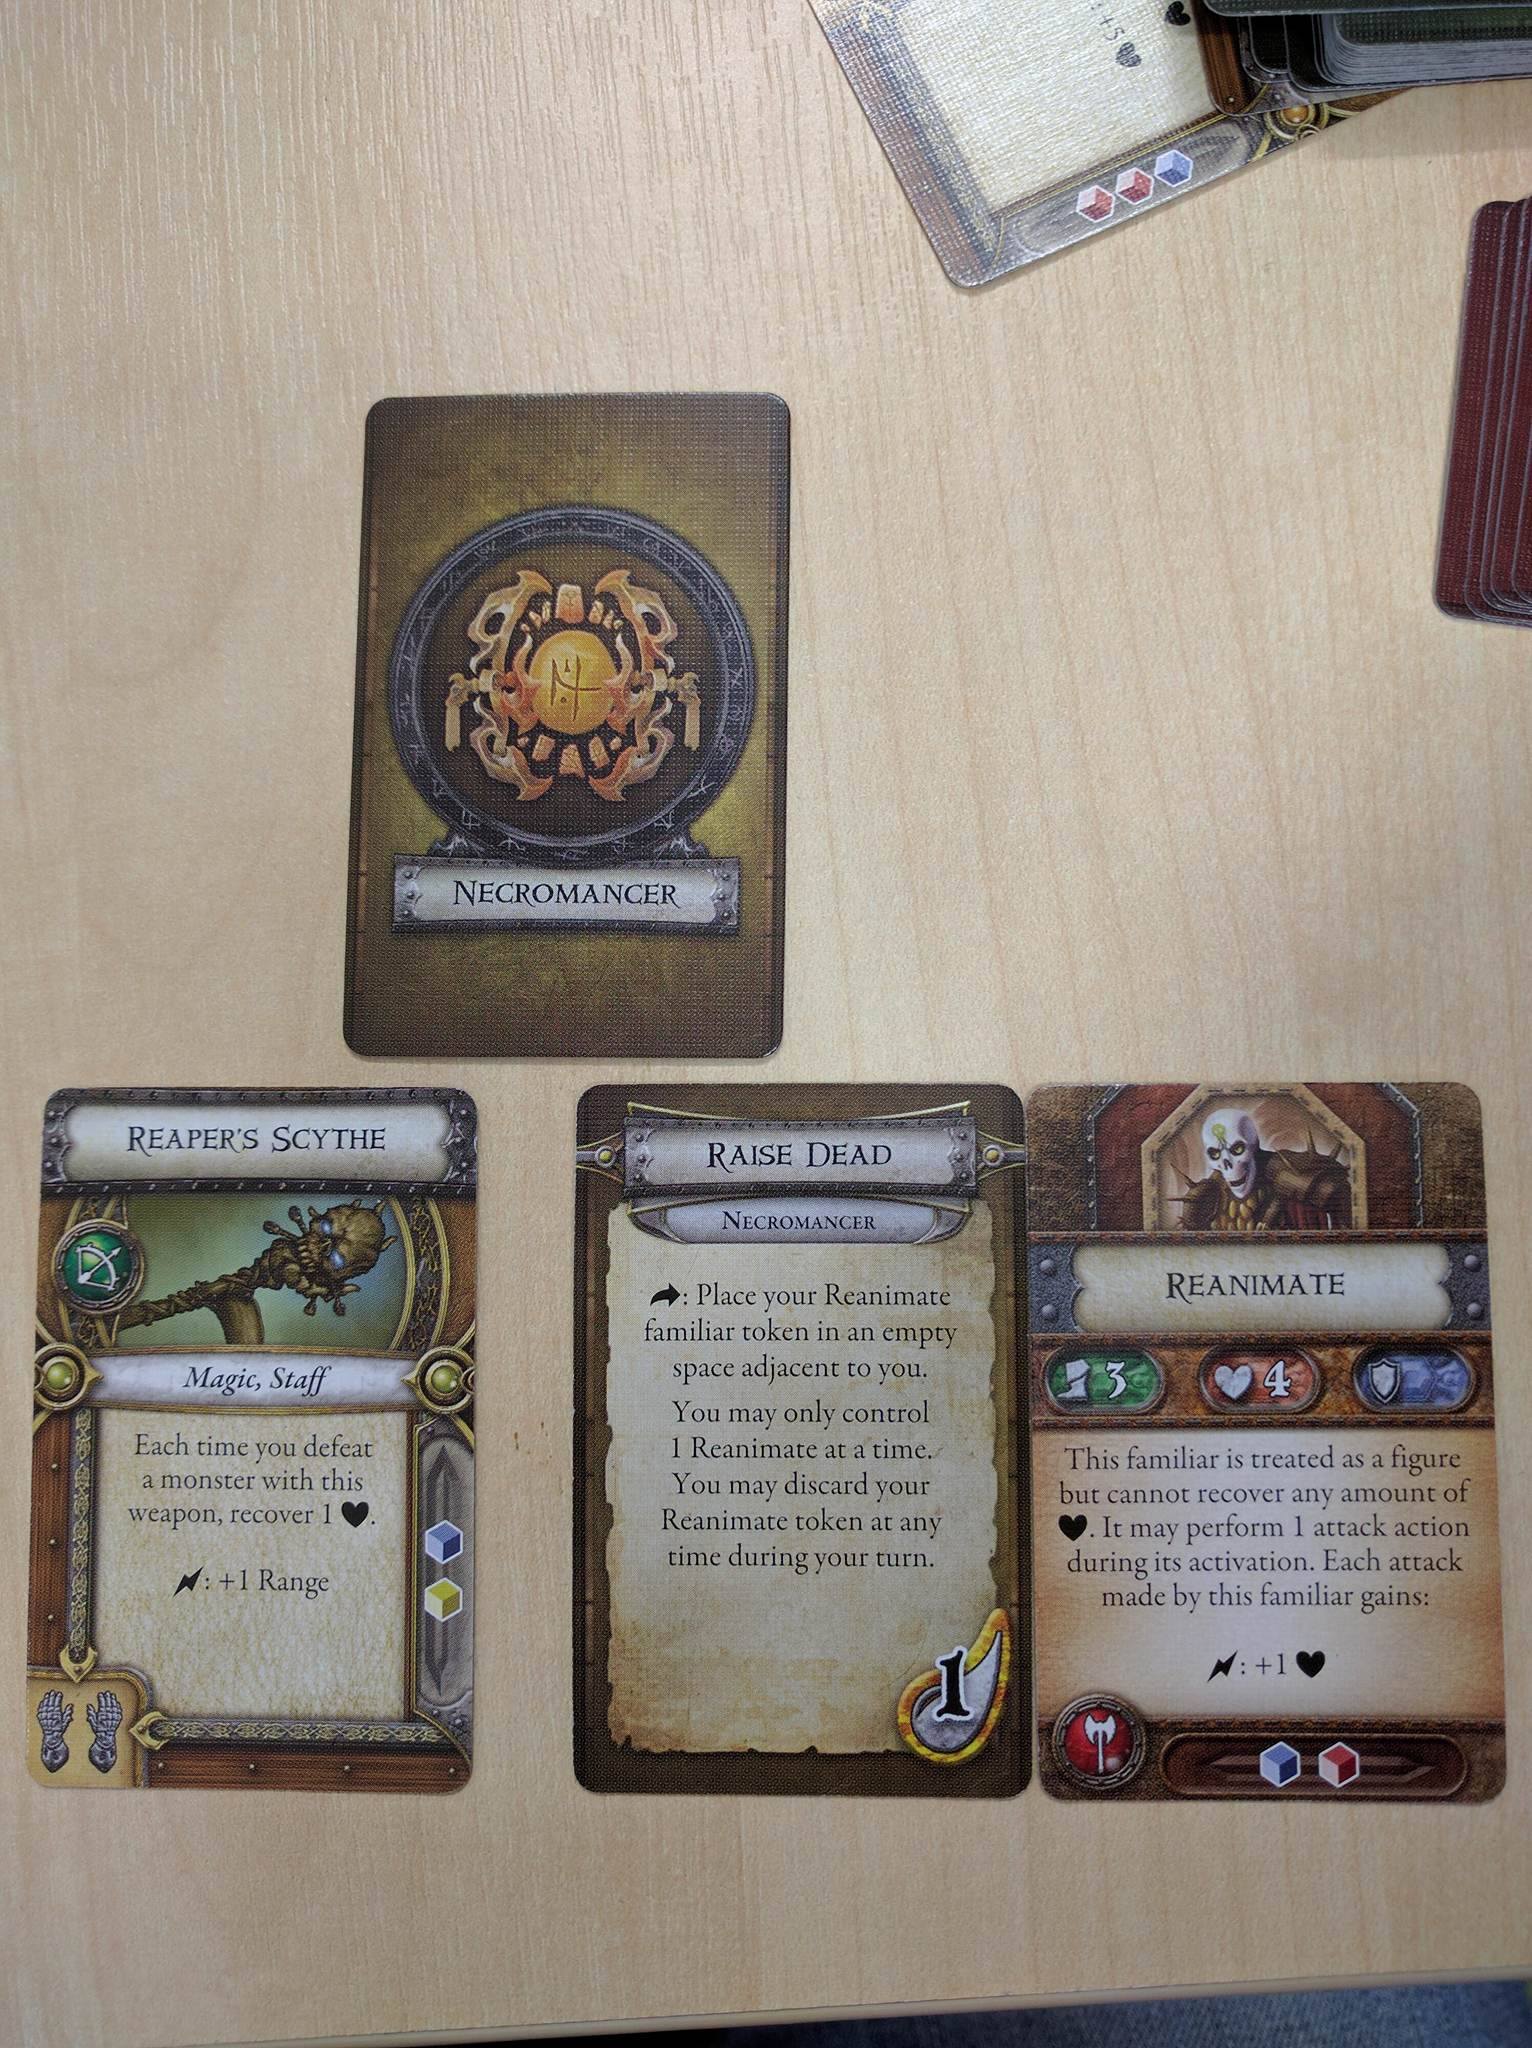 +5
NECROMANCER
REAPER'S SCYTHE
Magic, Staff
Each time you defeat
a monster with this
weapon, recover 1 ♥.
: +1 Range
RAISE DEAD
NECROMANCER
: Place your Reanimate
familiar token in an empty
space adjacent to you.
You may only control
1 Reanimate at a time.
You may discard your
Reanimate token at any
time during your turn.
1
REANIMATE
3 4
This familiar is treated as a figure
but cannot recover any amount of
♥. It may perform 1 attack action
during its activation. Each attack
made by this familiar gains:
: +1 ♥